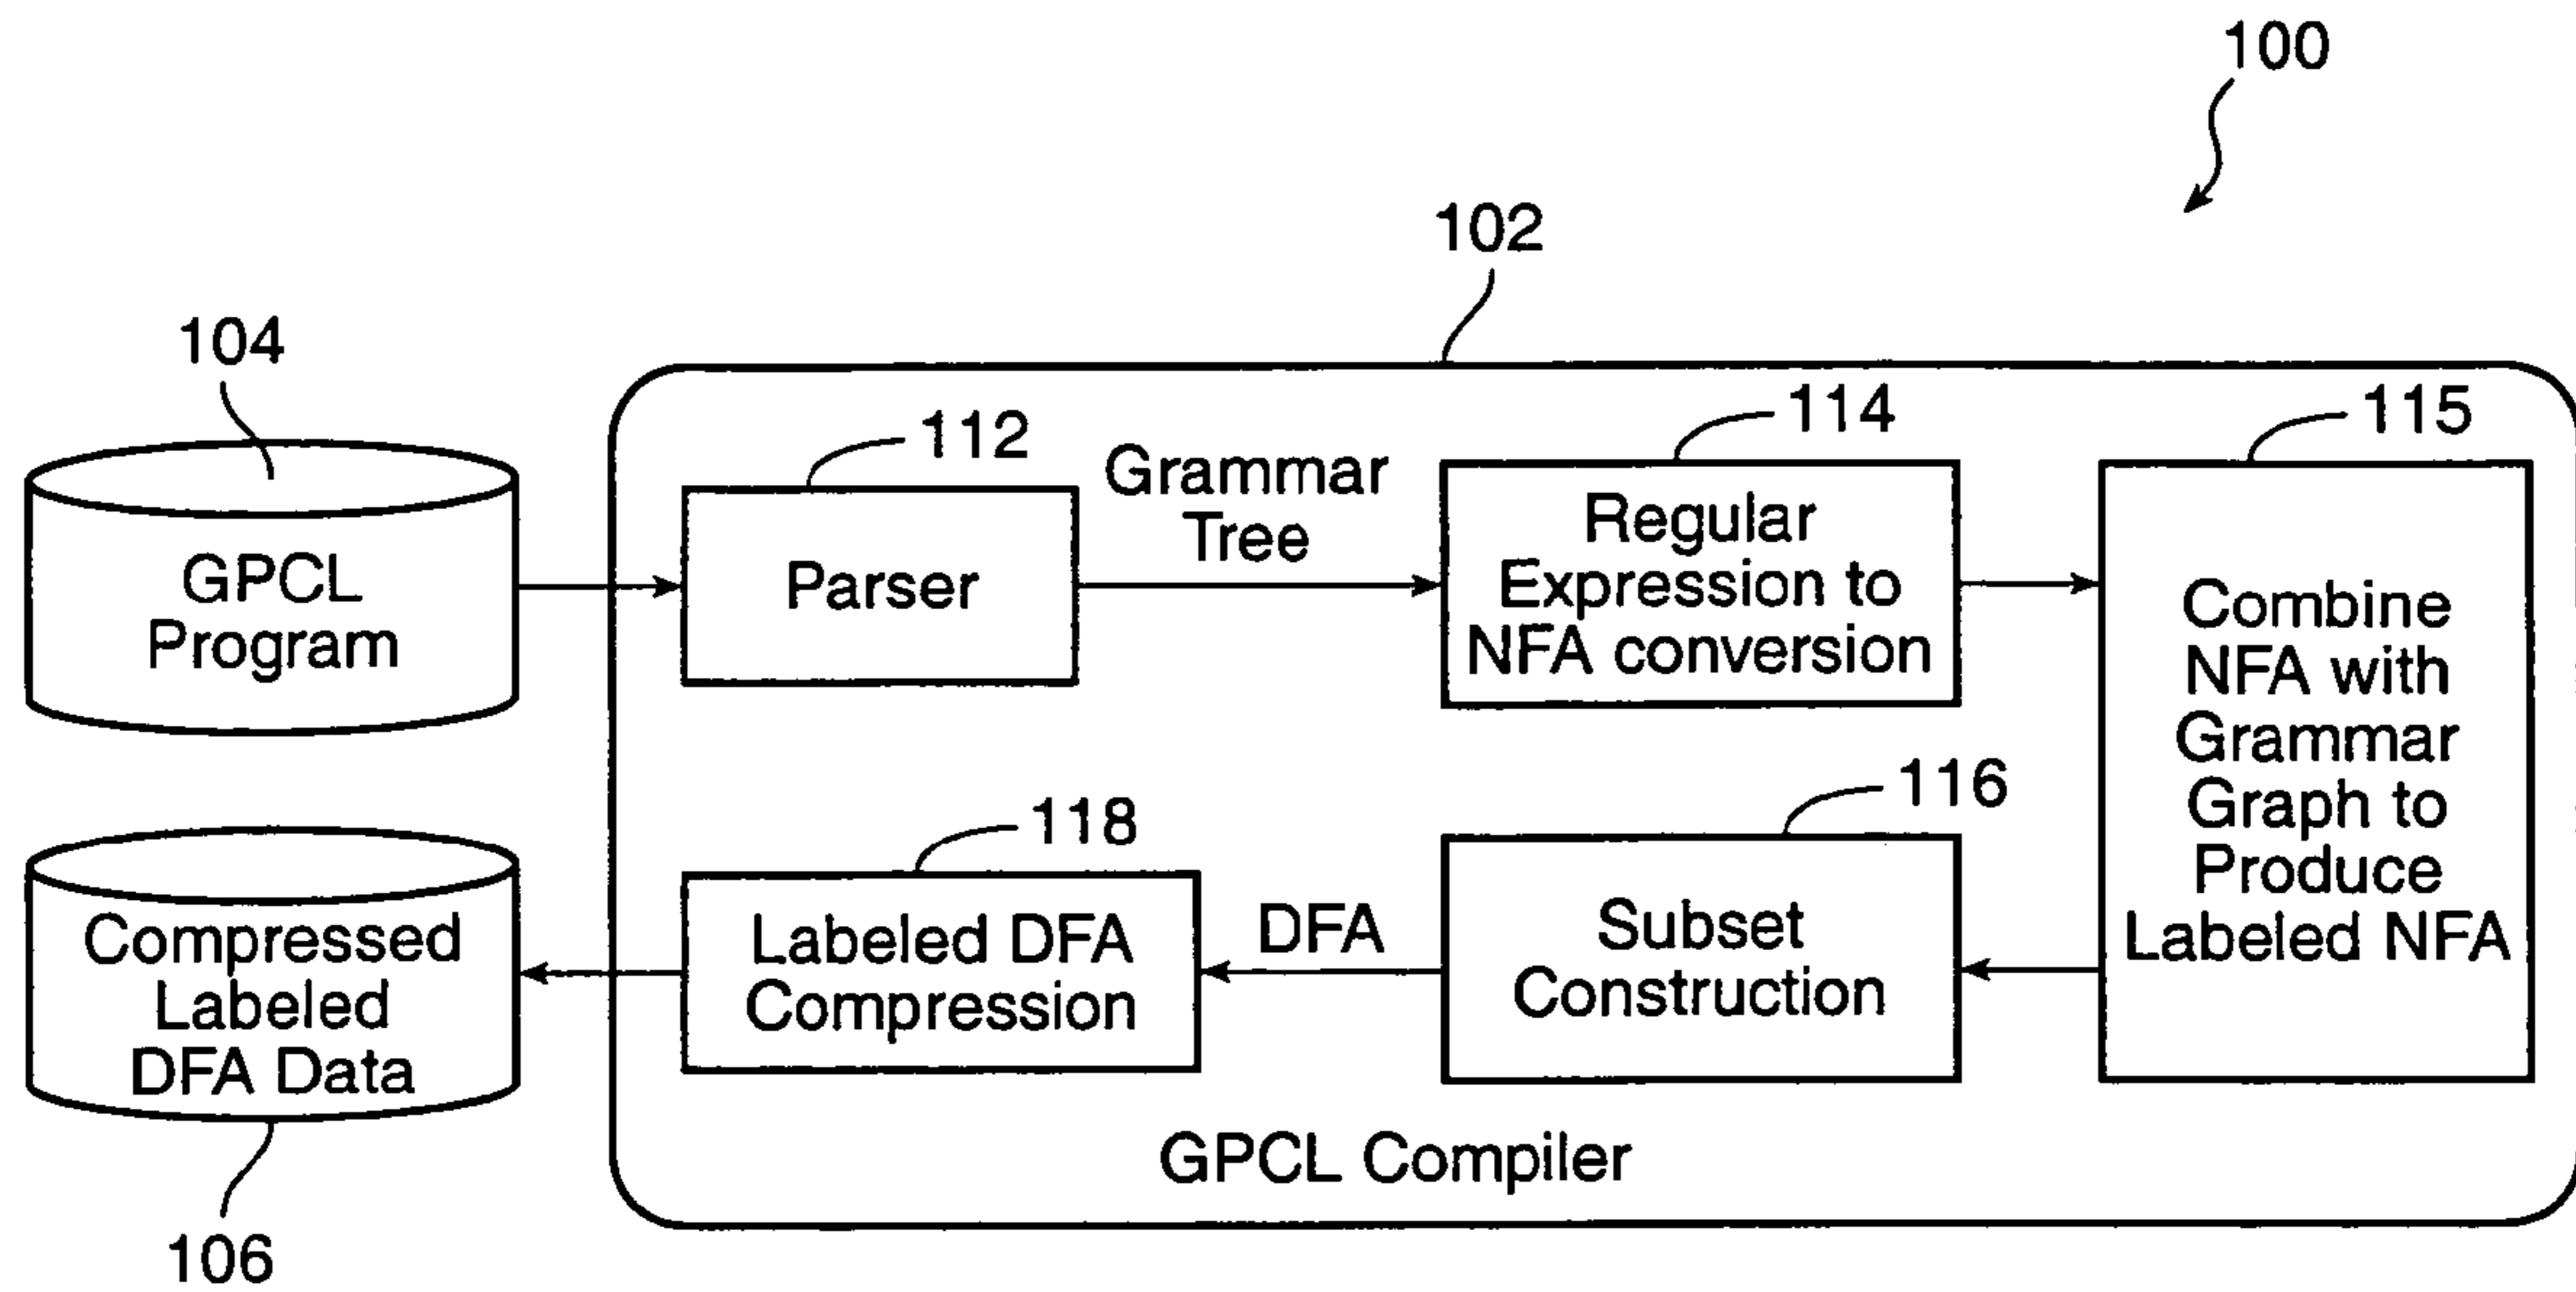 100
102
104
112
Grammar
Tree
114
115
GPCL
Program
Parser
Regular
Expression to
NFA conversion
Combine
NFA with
Grammar
Graph to
Produce
Labeled NFA
116
118
Compressed
Labeled
DFA Data
Labeled DFA
Compression
DFA
Subset
Construction
GPCL Compiler
106